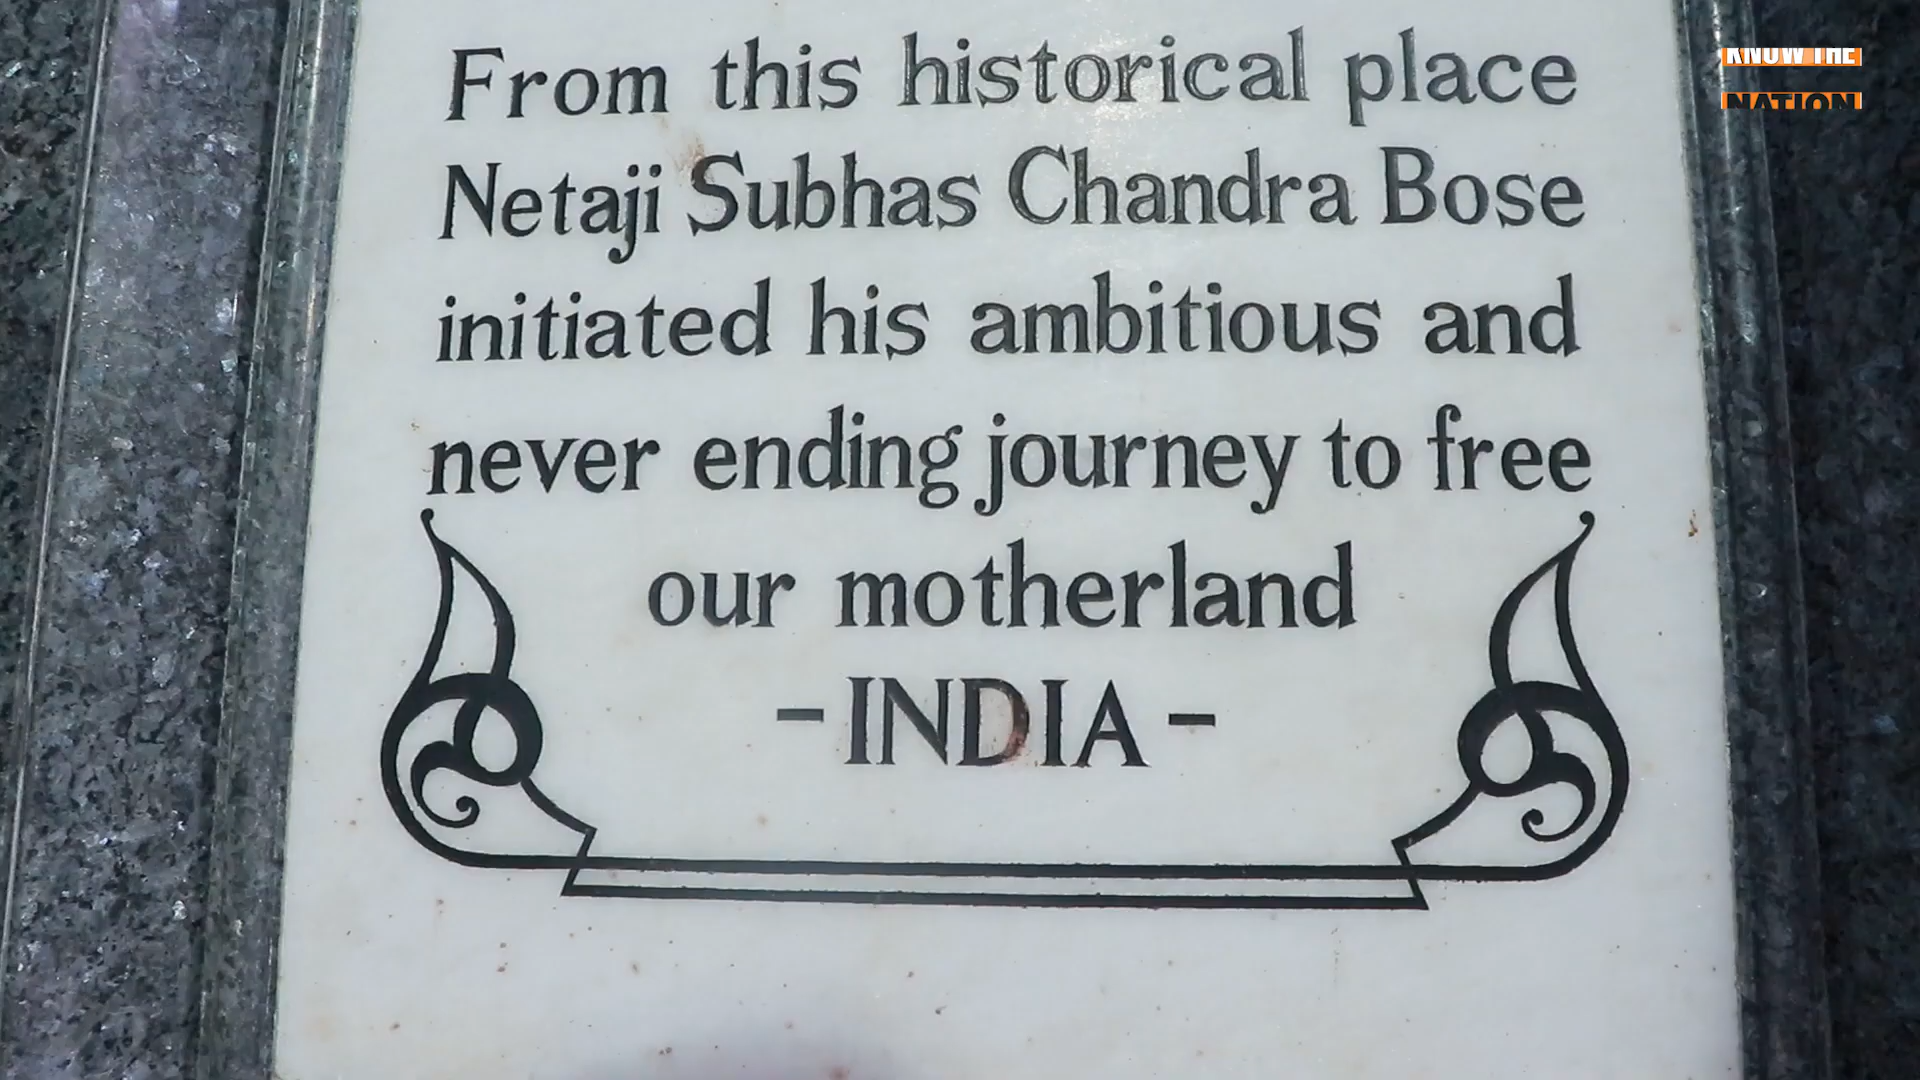 From this historical place
Netaji Subhas Chandra Bose
initiated his ambitious and
never ending journey to free
our motherland
- INDIA -
KNOW THE
NATION